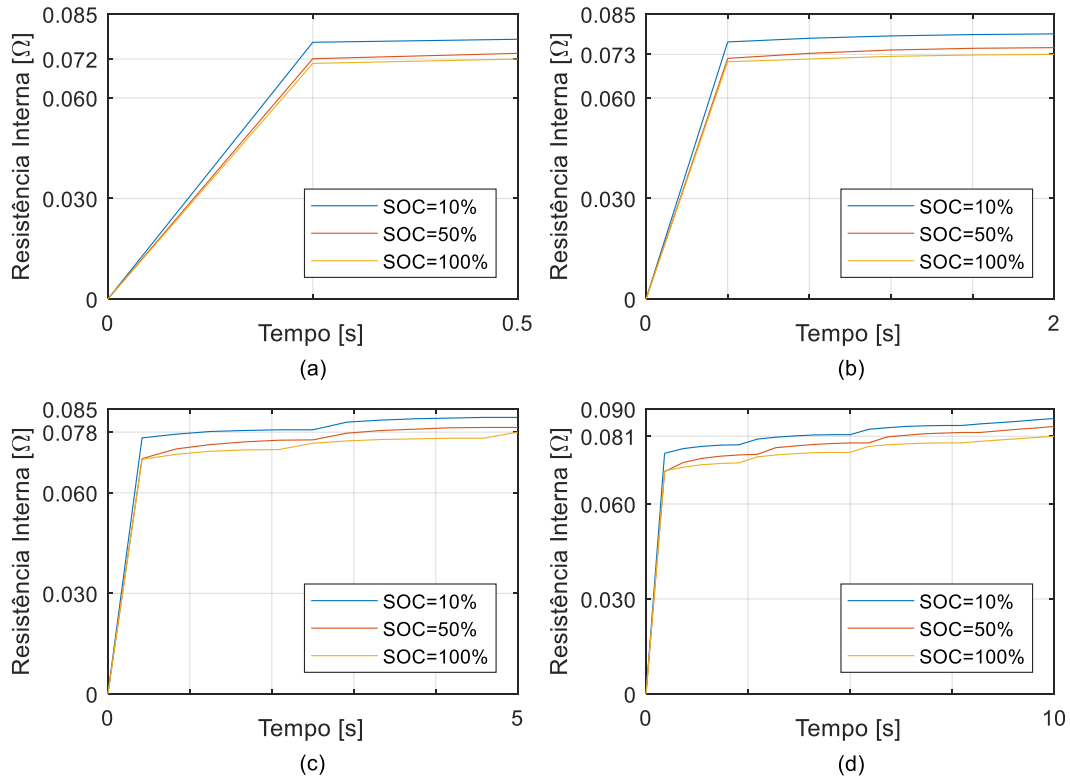 0.085
0.072
0.060
0.030
0
Resistência Interna [Ω]
SOC=10%
SOC=50%
SOC=100%
0
0.5
Tempo [s]
(a)
0.085
0.073
0.060
0.030
0
Resistência Interna [Ω]
SOC=10%
SOC=50%
SOC=100%
0
2
Tempo [s]
(b)
0.085
0.078
0.060
0.030
0
Resistência Interna [Ω]
SOC=10%
SOC=50%
SOC=100%
0
5
Tempo [s]
(c)
0.090
0.081
0.060
0.030
0
Resistência Interna [Ω]
SOC=10%
SOC=50%
SOC=100%
0
10
Tempo [s]
(d)